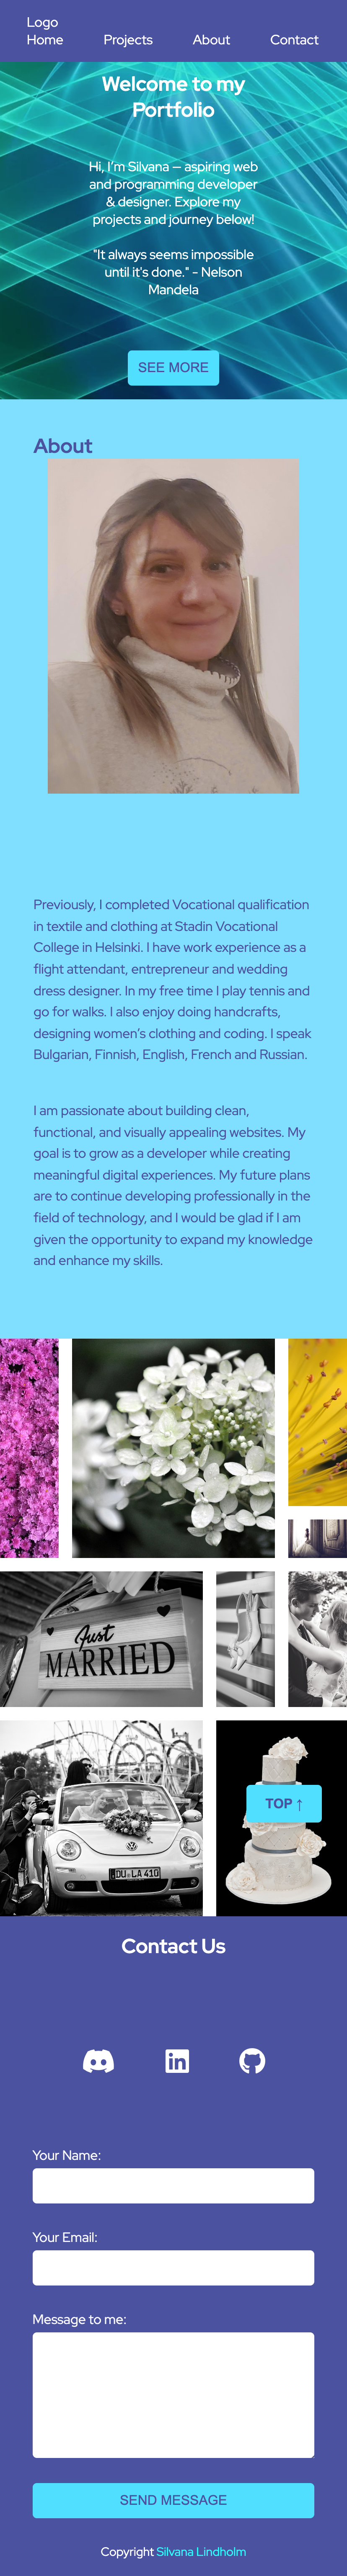 Logo
Home Projects About Contact
Welcome to my
Portfolio
Hi, I’m Silvana — aspiring web
and programming developer
& designer. Explore my
projects and journey below!
"It always seems impossible
until it's done." - Nelson
Mandela
SEE MORE
About
Previously, I completed Vocational qualification
in textile and clothing at Stadin Vocational
College in Helsinki. I have work experience as a
flight attendant, entrepreneur and wedding
dress designer. In my free time I play tennis and
go for walks. I also enjoy doing handcrafts,
designing women’s clothing and coding. I speak
Bulgarian, Finnish, English, French and Russian.
I am passionate about building clean,
functional, and visually appealing websites. My
goal is to grow as a developer while creating
meaningful digital experiences. My future plans
are to continue developing professionally in the
field of technology, and I would be glad if I am
given the opportunity to expand my knowledge
and enhance my skills.
Just
MARRIED
DU LA 410
TOP ↑
Contact Us
in
Your Name:
Your Email:
Message to me:
SEND MESSAGE
Copyright Silvana Lindholm